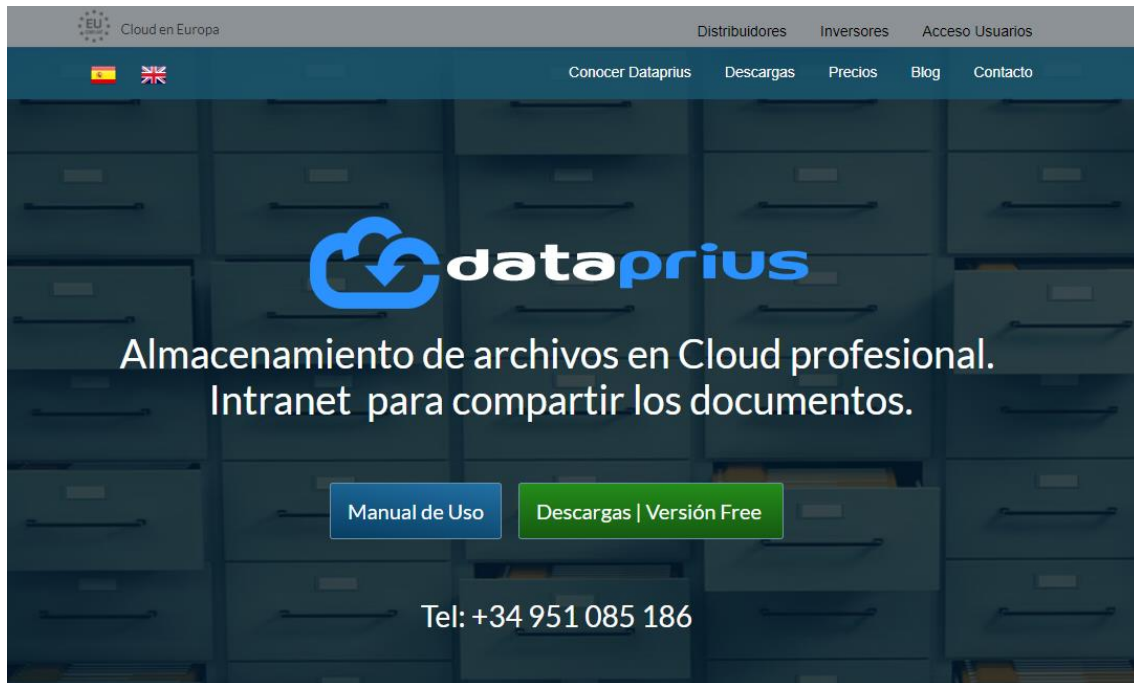 EU
Cloud en Europa
Distribuidores Inversores Acceso Usuarios
Conocer Dataprius Descargas Precios Blog Contacto
dataprius
Almacenamiento de archivos en Cloud profesional.
Intranet para compartir los documentos.
Manual de Uso
Descargas | Versión Free
Tel: +34 951 085 186